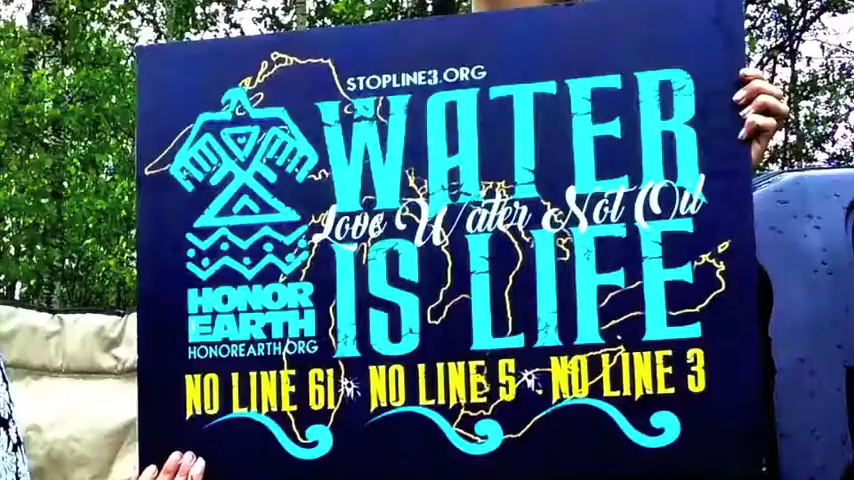 STOPLINE3.ORG
WATER
Love Water Not Oil
IS LIFE
HONOR
EARTH
HONOREARTH.ORG
NO LINE 61 NO LINE 5 NO LINE 3